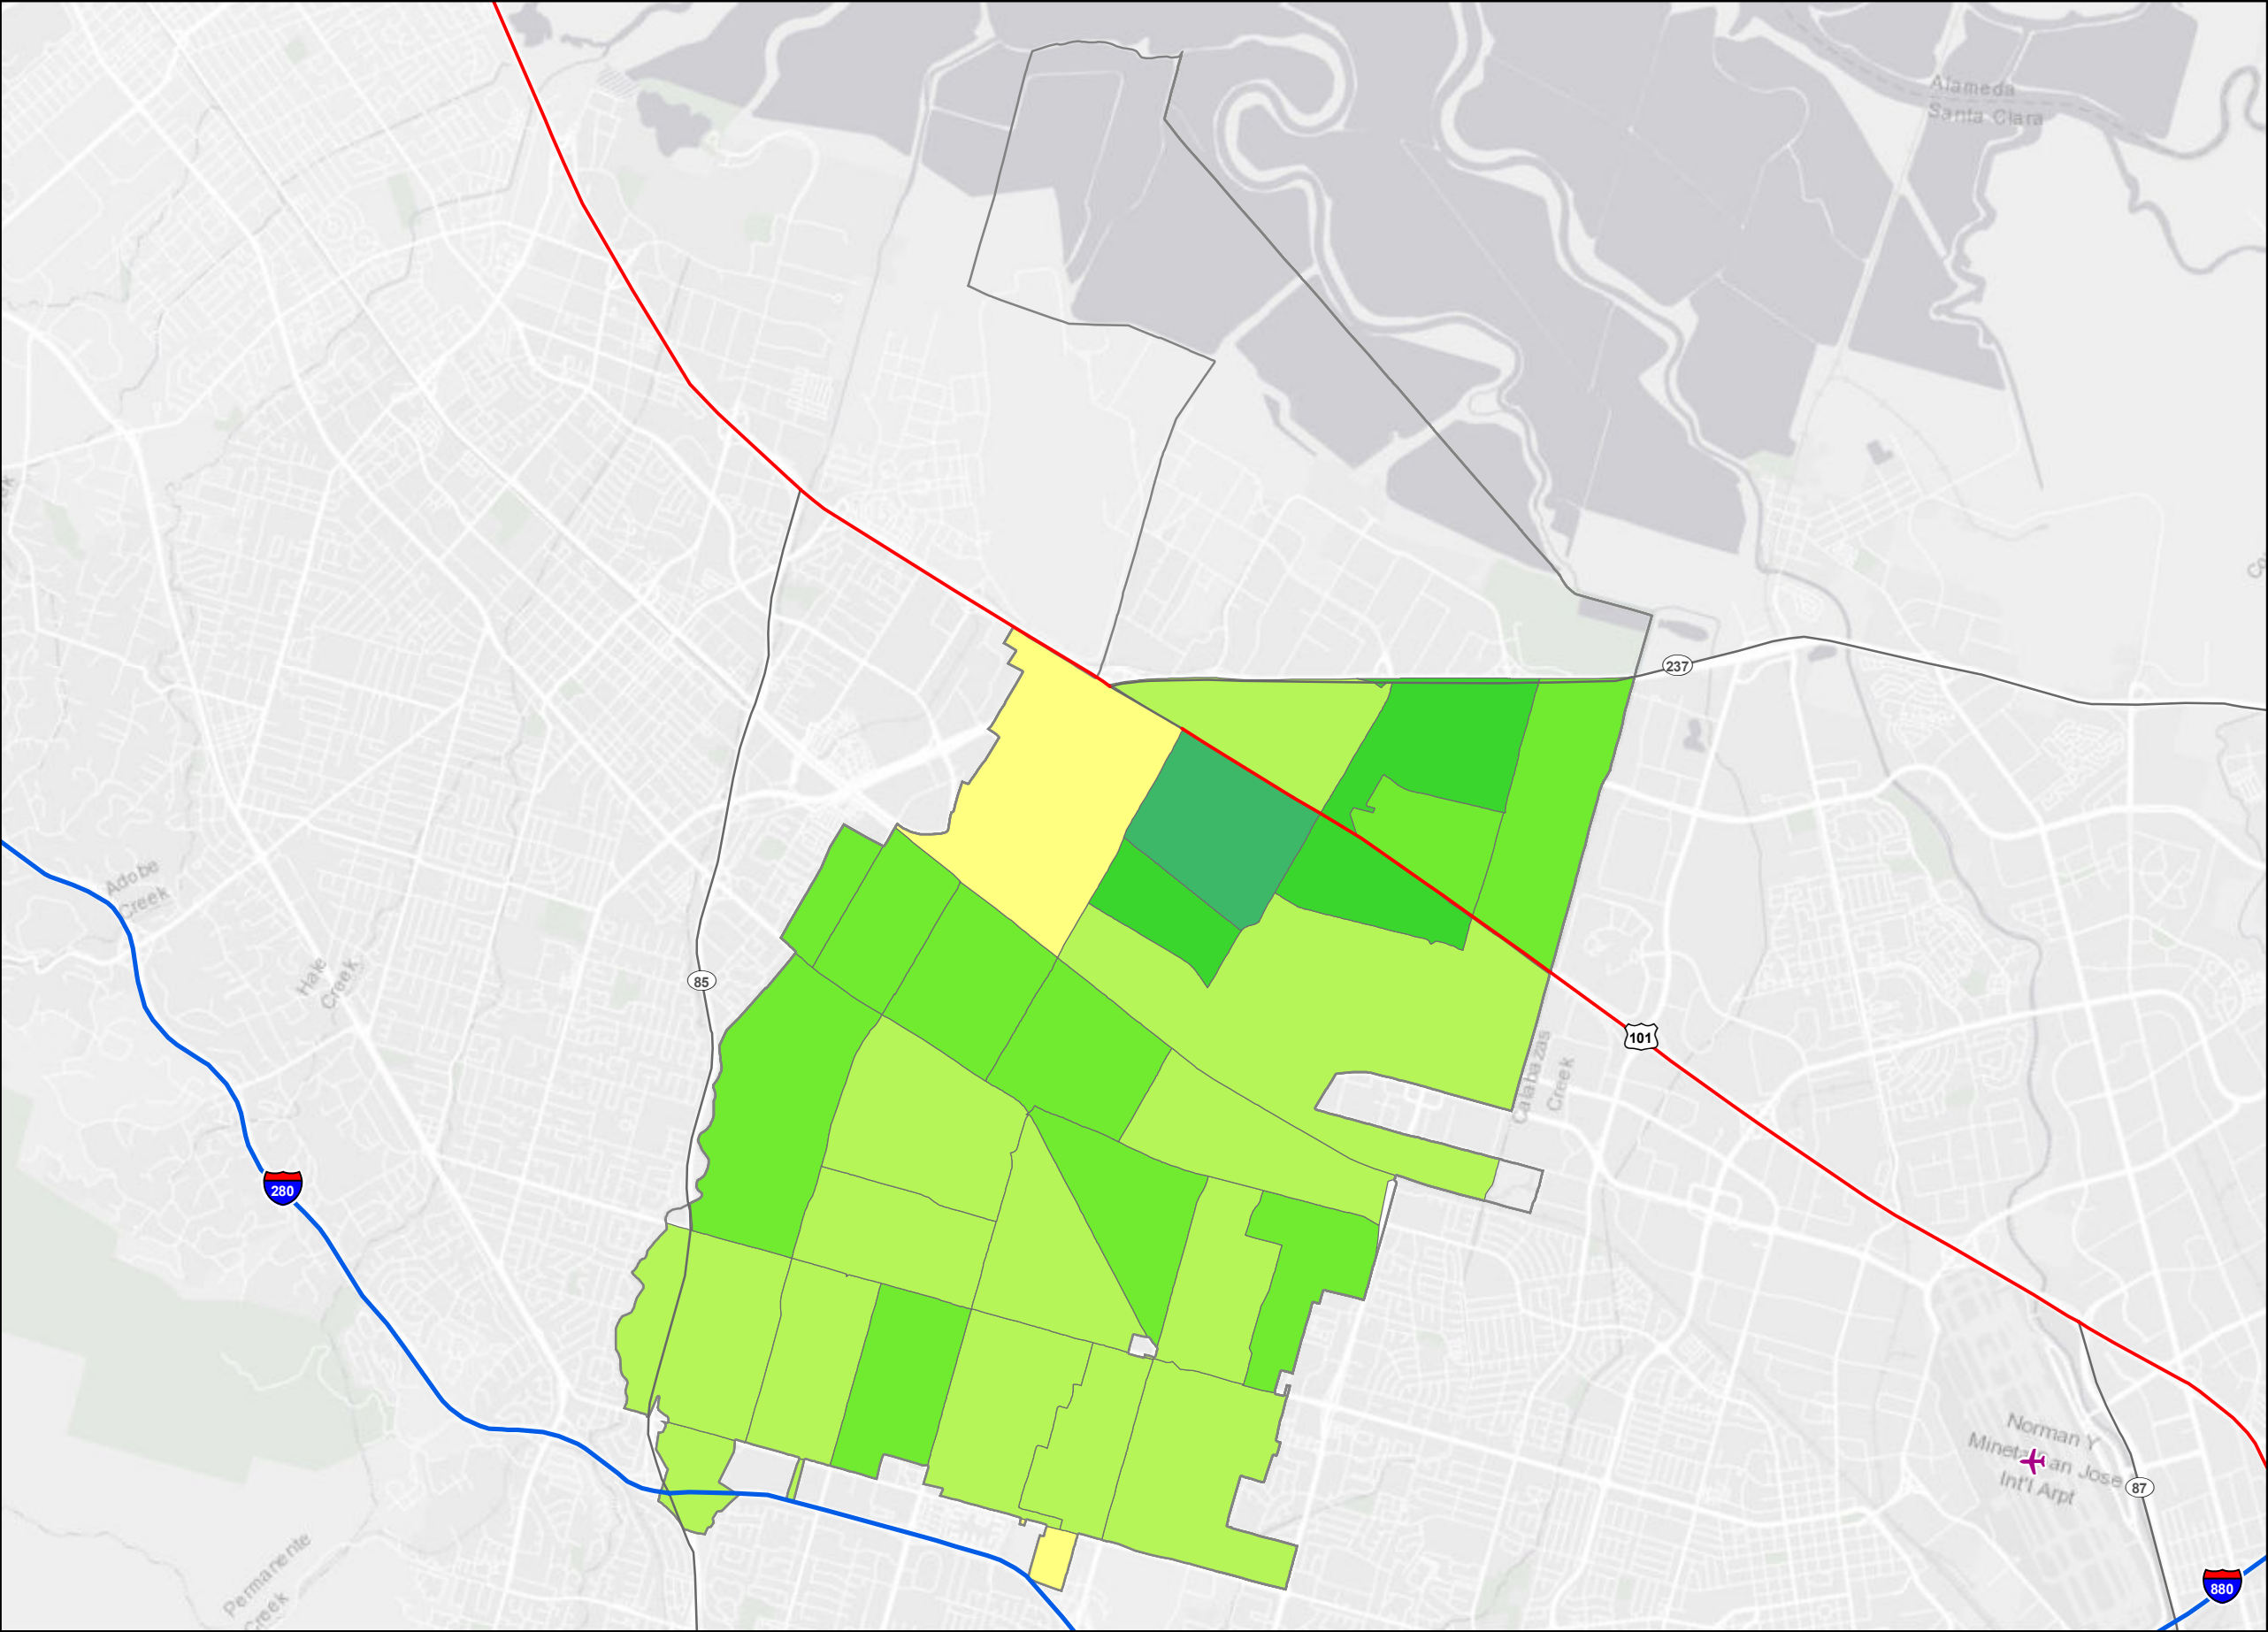 Alameda
Santa Clara
237
Adobe
Creek
Hale
Creek
85
101
Calabazas
Creek
280
Norman Y
Mineta San Jose
Int'l Arpt
87
Permanente
Creek
880